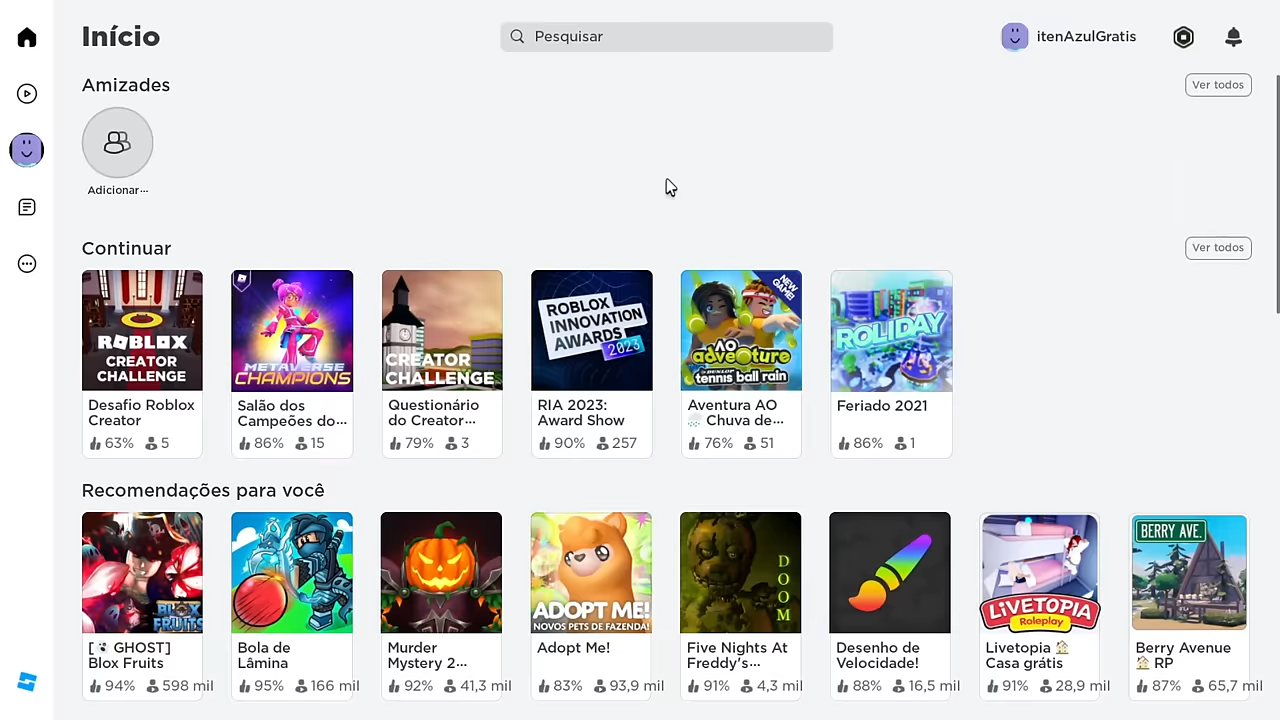 Início
Pesquisar
itenAzulGratis
Amizades
Ver todos
Adicionar...
Continuar
Ver todos
ROBLOX
CREATOR
CHALLENGE
METAVERSE
CHAMPIONS
CREATOR
CHALLENGE
ROBLOX
INNOVATION
AWARDS
2023
NEW
GAME!
AO
adventure
DUNLOP
tennis ball rain
ROLIDAY
Desafio Roblox
Creator
Salão dos
Campeões do...
Questionário
do Creator...
RIA 2023:
Award Show
Aventura AO
Chuva de...
Feriado 2021
63% 5
86% 15
79% 3
90% 257
76% 51
86% 1
Recomendações para você
BLOX
FRUITS
ADOPT ME!
NOVOS PETS DE FAZENDA!
DOOM
LIVETOPIA
Roleplay
BERRY AVE.
[👻 GHOST]
Blox Fruits
Bola de
Lâmina
Murder
Mystery 2...
Adopt Me!
Five Nights At
Freddy's...
Desenho de
Velocidade!
Livetopia 🏠
Casa grátis
Berry Avenue
🏠 RP
94% 598 mil
95% 166 mil
92% 41,3 mil
83% 93,9 mil
91% 4,3 mil
88% 16,5 mil
91% 28,9 mil
87% 65,7 mil